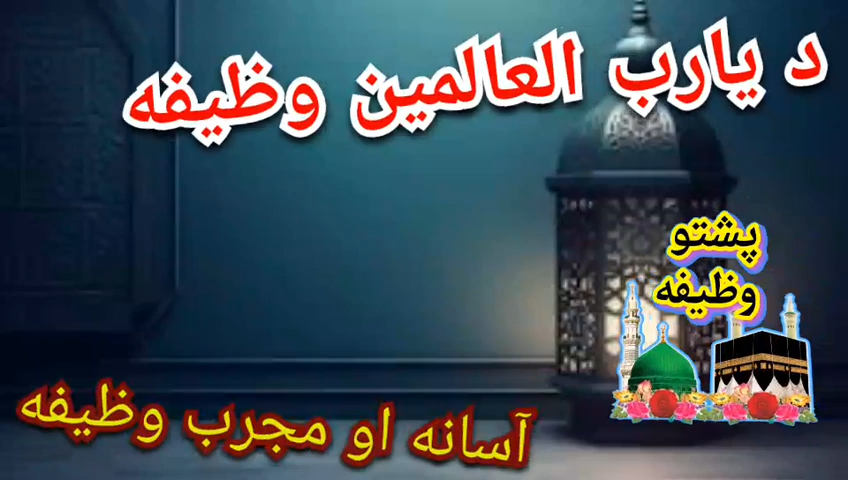 د یارب العالمین وظیفه
پشتو
وظیفه
آسانه او مجرب وظیفه